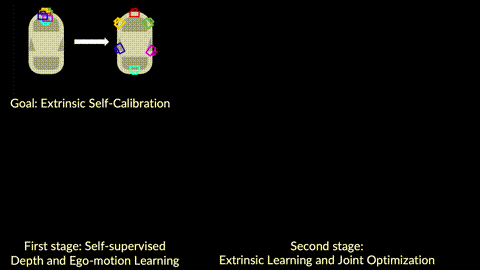 Goal: Extrinsic Self-Calibration
First stage: Self-supervised
Depth and Ego-motion Learning
Second stage:
Extrinsic Learning and Joint Optimization